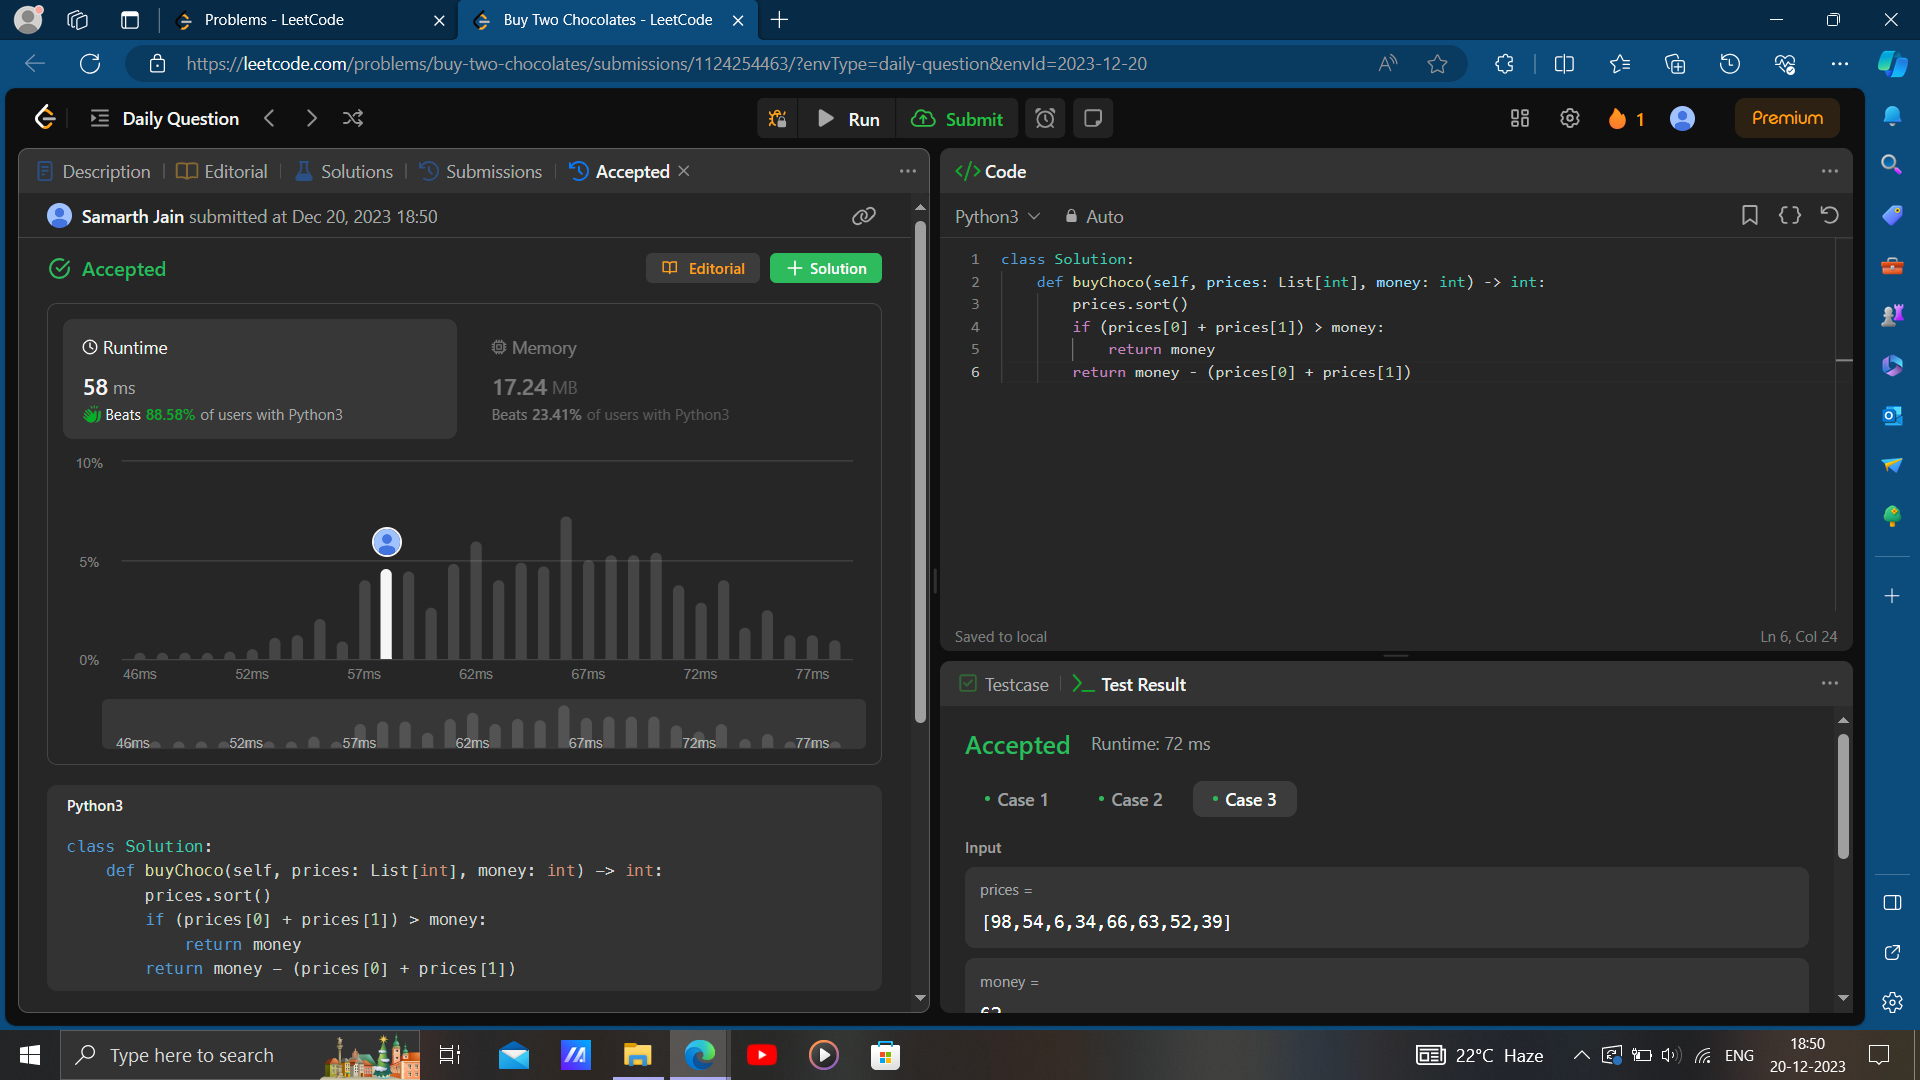 Problems - LeetCode
Buy Two Chocolates - LeetCode
https://leetcode.com/problems/buy-two-chocolates/submissions/1124254463/?envType=daily-question&envId=2023-12-20
Daily Question
Run
Submit
1
Premium
Description
Editorial
Solutions
Submissions
Accepted
Samarth Jain submitted at Dec 20, 2023 18:50
Accepted
Editorial
Solution
Runtime
58 ms
Beats 88.58% of users with Python3
Memory
17.24 MB
Beats 23.41% of users with Python3
10%
5%
0%
46ms 52ms 57ms 62ms 67ms 72ms 77ms
46ms 52ms 57ms 62ms 67ms 72ms 77ms
Python3
class Solution:
    def buyChoco(self, prices: List[int], money: int) -> int:
        prices.sort()
        if (prices[0] + prices[1]) > money:
            return money
        return money - (prices[0] + prices[1])
</> Code
Python3
Auto
1 class Solution:
2     def buyChoco(self, prices: List[int], money: int) -> int:
3         prices.sort()
4         if (prices[0] + prices[1]) > money:
5             return money
6         return money - (prices[0] + prices[1])
Saved to local
Ln 6, Col 24
Testcase
Test Result
Accepted
Runtime: 72 ms
Case 1
Case 2
Case 3
Input
prices =
[98,54,6,34,66,63,52,39]
money =
Type here to search
22°C Haze
ENG
18:50
20-12-2023